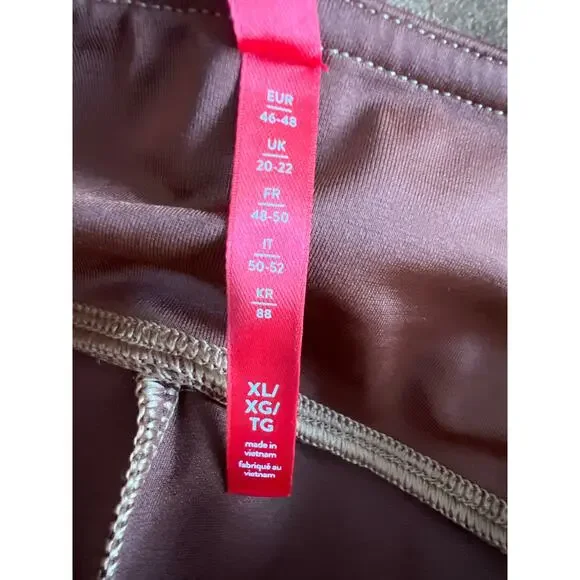 EUR
46-48
UK
20-22
FR
48-50
IT
50-52
KR
88
XL/
XG/
TG
made in
vietnam
fabriqué au
vietnam